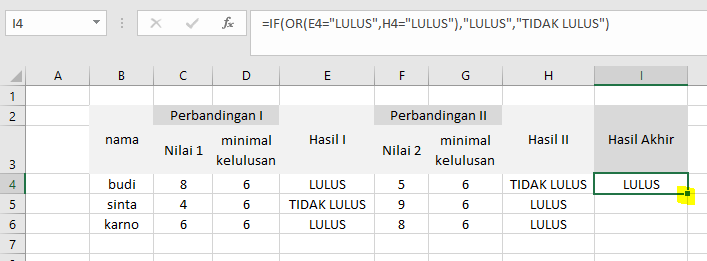 I4 fx =IF(OR(E4="LULUS",H4="LULUS"),"LULUS","TIDAK LULUS")
A B C D E F G H I
1
2 Perbandingan I Perbandingan II
nama Hasil I Hasil II Hasil Akhir
3 Nilai 1 minimal kelulusan Nilai 2 minimal kelulusan
4 budi 8 6 LULUS 5 6 TIDAK LULUS LULUS
5 sinta 4 6 TIDAK LULUS 9 6 LULUS
6 karno 6 6 LULUS 8 6 LULUS
7